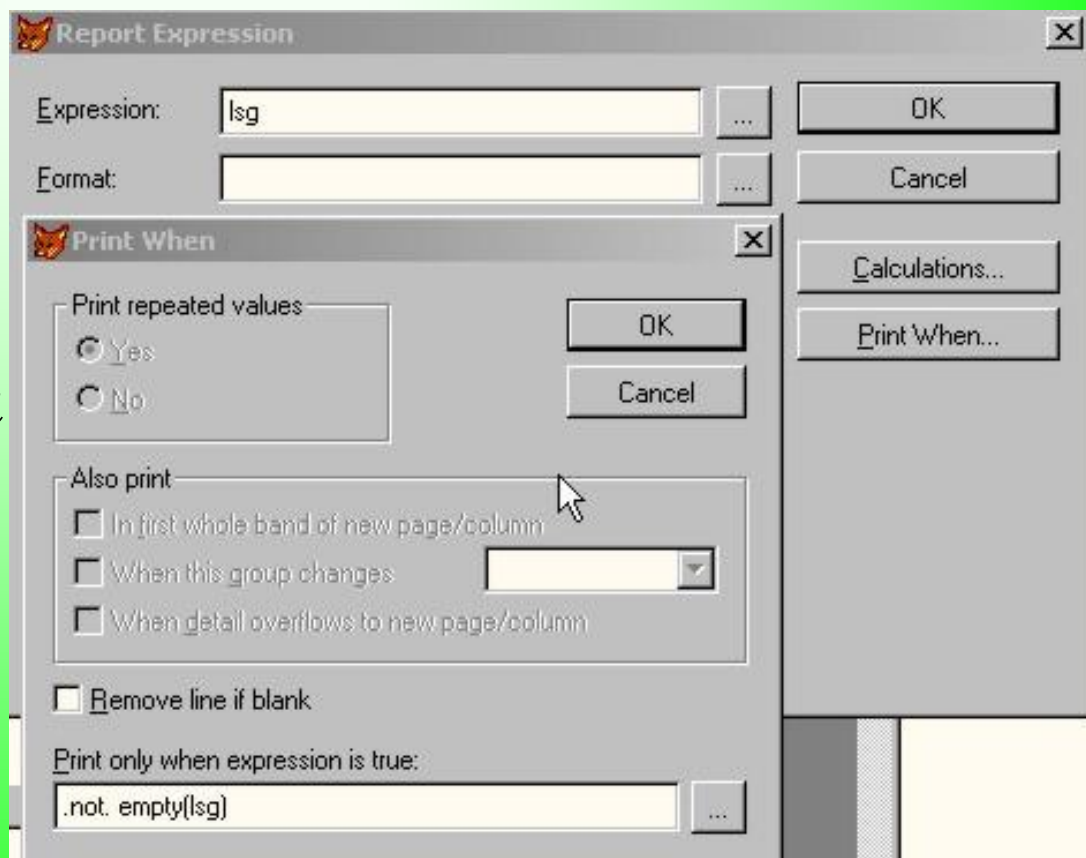 Report Expression
Expression: lsg ... OK
Format: ... Cancel
Calculations...
Print When...
Print When
Print repeated values
Yes
No
OK
Cancel
Also print
In first whole band of new page/column
When this group changes
When detail overflows to new page/column
Remove line if blank
Print only when expression is true:
.not. empty(lsg) ...